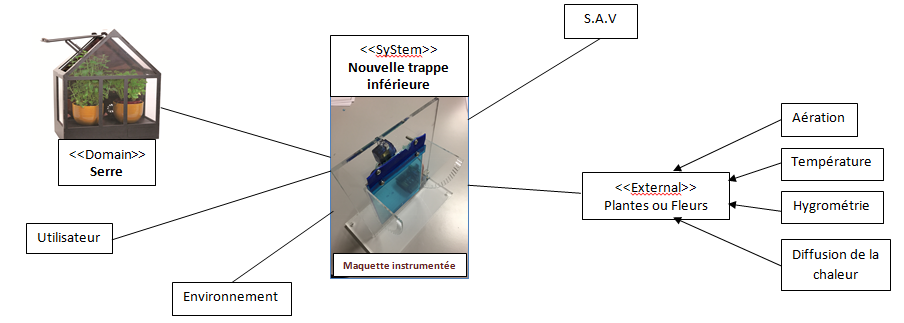 S.A.V
<<SyStem>>
Nouvelle trappe
inférieure
Aération
<<Domain>>
Serre
Température
<<External>>
Plantes ou Fleurs
Hygrométrie
Utilisateur
Diffusion de la
chaleur
Maquette instrumentée
Environnement